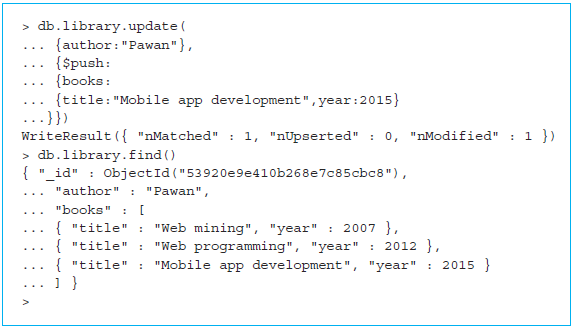 > db.library.update(
... {author:"Pawan"},
... {$push:
... {books:
... {title:"Mobile app development",year:2015}
...}})
WriteResult({ "nMatched" : 1, "nUpserted" : 0, "nModified" : 1 })
> db.library.find()
{ "_id" : ObjectId("53920e9e410b268e7c85cbc8"),
... "author" : "Pawan",
... "books" : [
... { "title" : "Web mining", "year" : 2007 },
... { "title" : "Web programming", "year" : 2012 },
... { "title" : "Mobile app development", "year" : 2015 }
... ] }
>